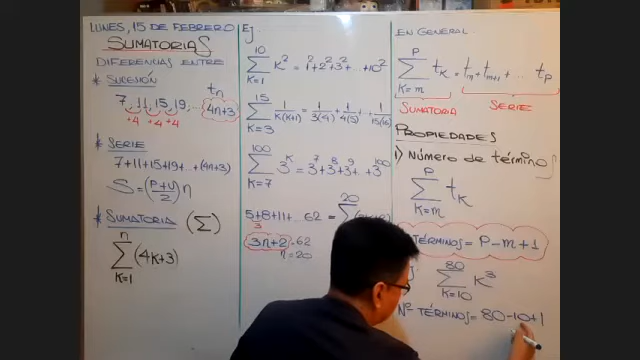 LUNES, 15 DE FEBRERO
SUMATORIAS
DIFERENCIAS ENTRE
* SUCESIÓN
tn
7, 11, 15, 19, ... 4n+3
+4 +4 +4
* SERIE
7+11+15+19+ ... +(4n+3)
S = (P+U/2) n
* SUMATORIA (Σ)
n
Σ (4K+3)
K=1
Ej
10
Σ K² = 1²+2²+3²+ ... +10²
K=1
15
Σ 1/K(K+1) = 1/3(4) + 1/4(5) + ... + 1/15(16)
K=3
100
Σ 3^K = 3^7+3^8+3^9+ ... +3^100
K=7
20
5+8+11+ ... 62 = Σ
3
3n+2 = 62
n=20
EN GENERAL
P
Σ tK = tm + tm+1 + ... tP
K=m
SUMATORIA SERIE
PROPIEDADES
1) Número de términos
P
Σ tK
K=m
TÉRMINOS = P-m+1
80
Σ K³
K=10
Nº TÉRMINOS = 80-10+1